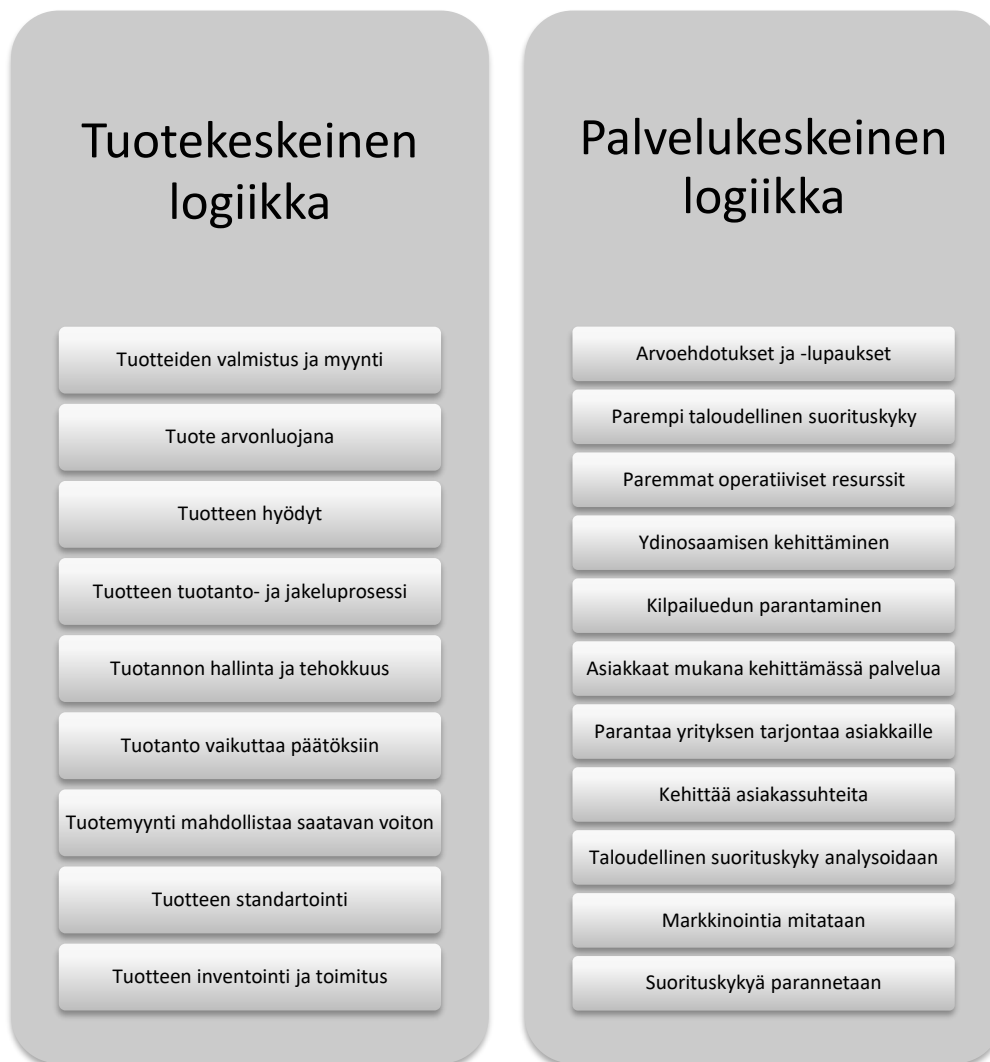 Tuotekeskeinen
logiikka
Tuotteiden valmistus ja myynti
Tuote arvonluojana
Tuotteen hyödyt
Tuotteen tuotanto- ja jakeluprosessi
Tuotannon hallinta ja tehokkuus
Tuotanto vaikuttaa päätöksiin
Tuotemyynti mahdollistaa saatavan voiton
Tuotteen standartointi
Tuotteen inventointi ja toimitus
Palvelukeskeinen
logiikka
Arvoehdotukset ja -lupaukset
Parempi taloudellinen suorituskyky
Paremmat operatiiviset resurssit
Ydinosaamisen kehittäminen
Kilpailuedun parantaminen
Asiakkaat mukana kehittämässä palvelua
Parantaa yrityksen tarjontaa asiakkaille
Kehittää asiakassuhteita
Taloudellinen suorituskyky analysoidaan
Markkinointia mitataan
Suorituskykyä parannetaan